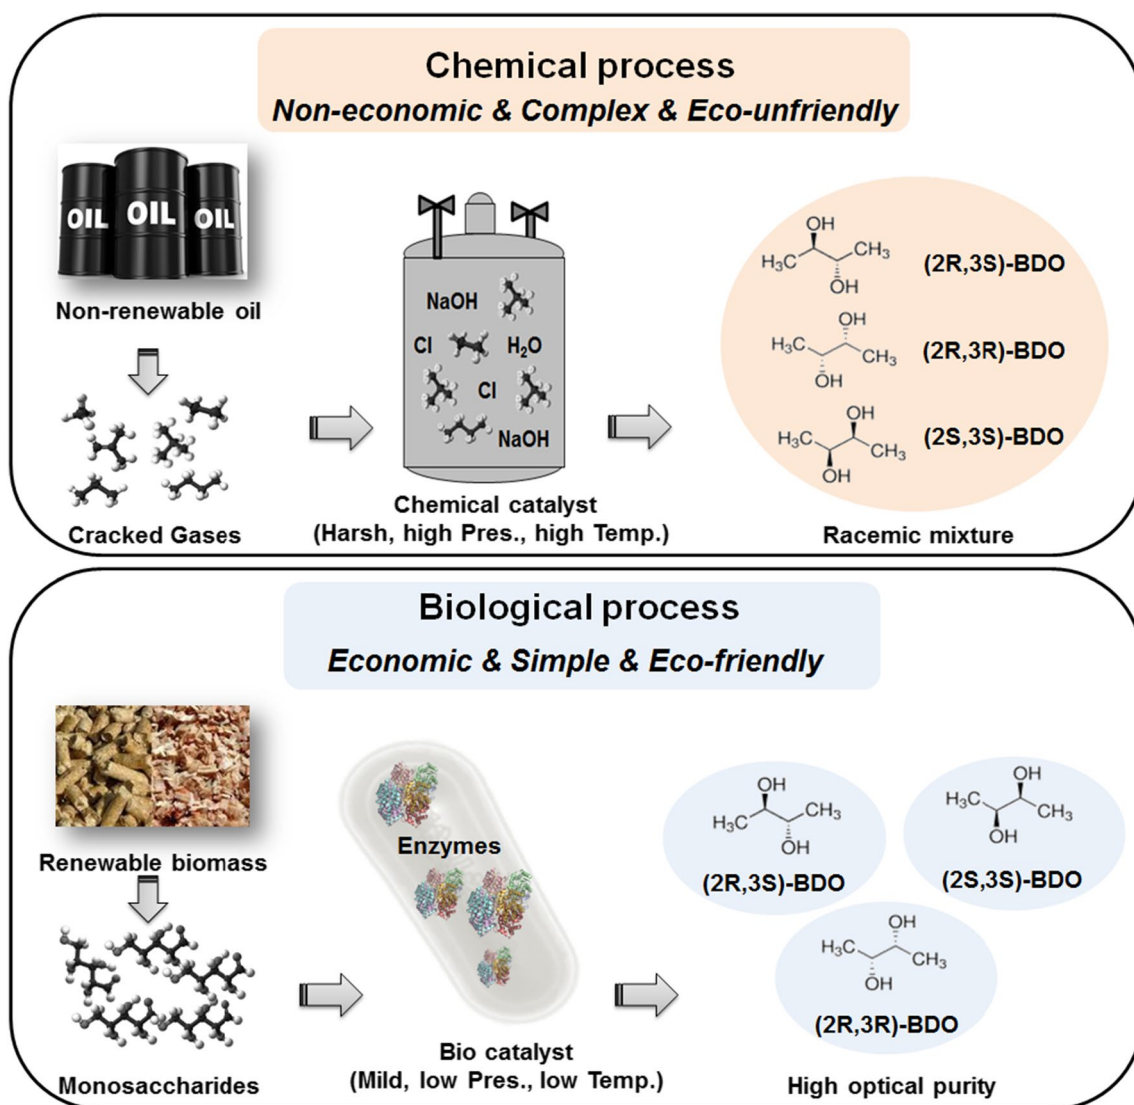 Chemical process
Non-economic & Complex & Eco-unfriendly
OIL
OIL
OIL
Non-renewable oil
Cracked Gases
NaOH
Cl
H₂O
Cl
NaOH
Chemical catalyst
(Harsh, high Pres., high Temp.)
OH
H₃C
CH₃
OH
(2R,3S)-BDO
OH
H₃C
CH₃
OH
(2R,3R)-BDO
OH
H₃C
CH₃
OH
(2S,3S)-BDO
Racemic mixture
Biological process
Economic & Simple & Eco-friendly
Renewable biomass
Monosaccharides
Enzymes
Bio catalyst
(Mild, low Pres., low Temp.)
OH
H₃C
CH₃
OH
(2R,3S)-BDO
OH
H₃C
CH₃
OH
(2S,3S)-BDO
OH
H₃C
CH₃
OH
(2R,3R)-BDO
High optical purity